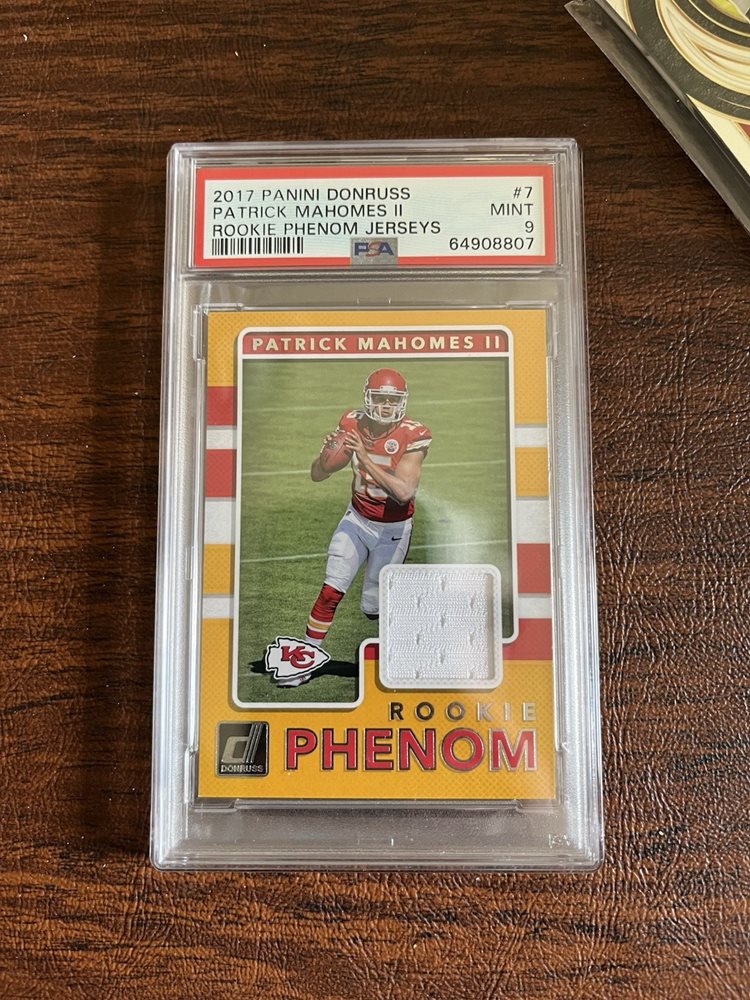 2017 PANINI DONRUSS #7
PATRICK MAHOMES II MINT
ROOKIE PHENOM JERSEYS 9
PSA 64908807
PATRICK MAHOMES II
15
KC
ROOKIE
PHENOM
d
DONRUSS